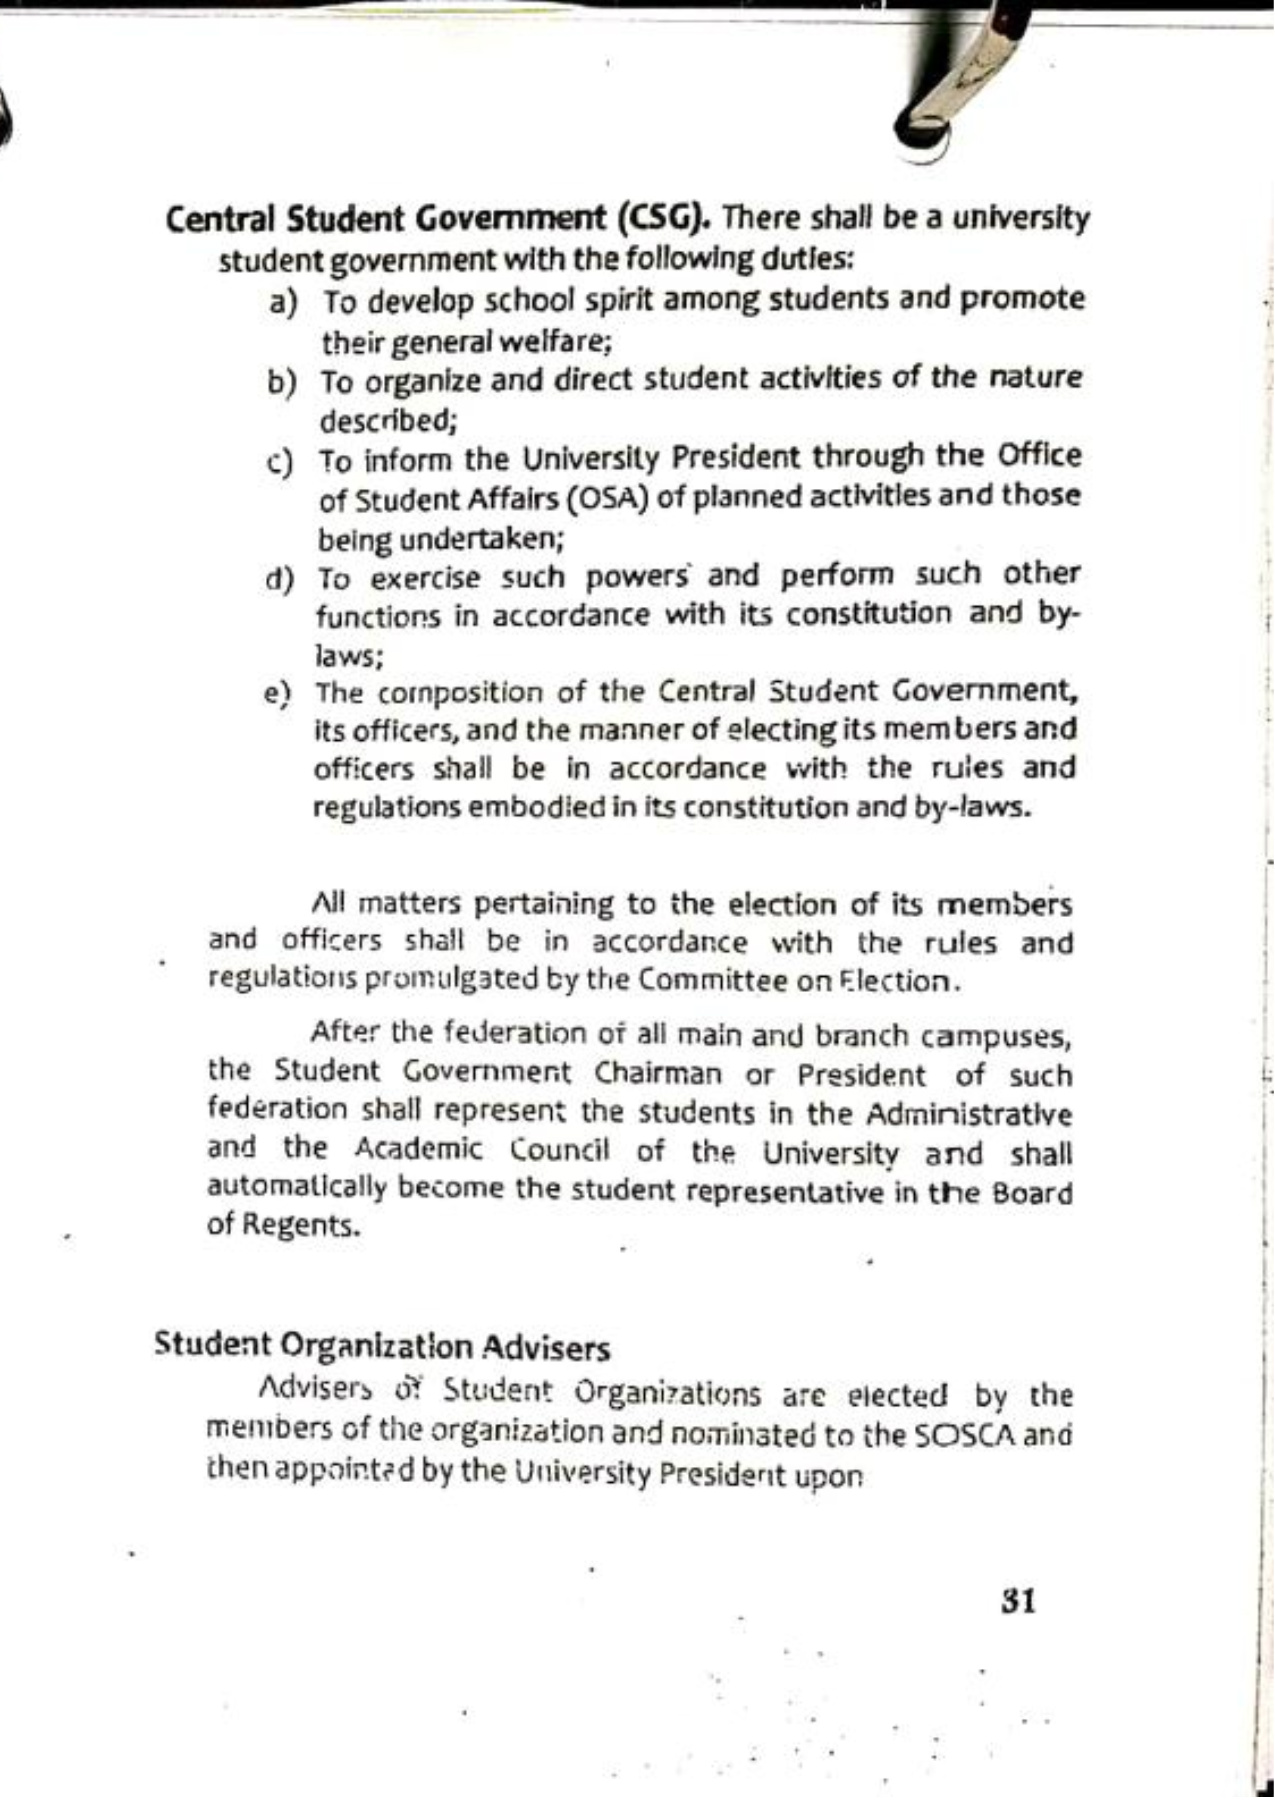 Central Student Government (CSG). There shall be a university
student government with the following duties:
a) To develop school spirit among students and promote
their general welfare;
b) To organize and direct student activities of the nature
described;
c) To inform the University President through the Office
of Student Affairs (OSA) of planned activities and those
being undertaken;
d) To exercise such powers and perform such other
functions in accordance with its constitution and by-
laws;
e) The composition of the Central Student Government,
its officers, and the manner of electing its members and
officers shall be in accordance with the rules and
regulations embodied in its constitution and by-laws.
All matters pertaining to the election of its members
and officers shall be in accordance with the rules and
regulations promulgated by the Committee on Election.
After the federation of all main and branch campuses,
the Student Government Chairman or President of such
federation shall represent the students in the Administrative
and the Academic Council of the University and shall
automatically become the student representative in the Board
of Regents.
Student Organization Advisers
Advisers of Student Organizations are elected by the
members of the organization and nominated to the SOSCA and
then appointed by the University President upon
31